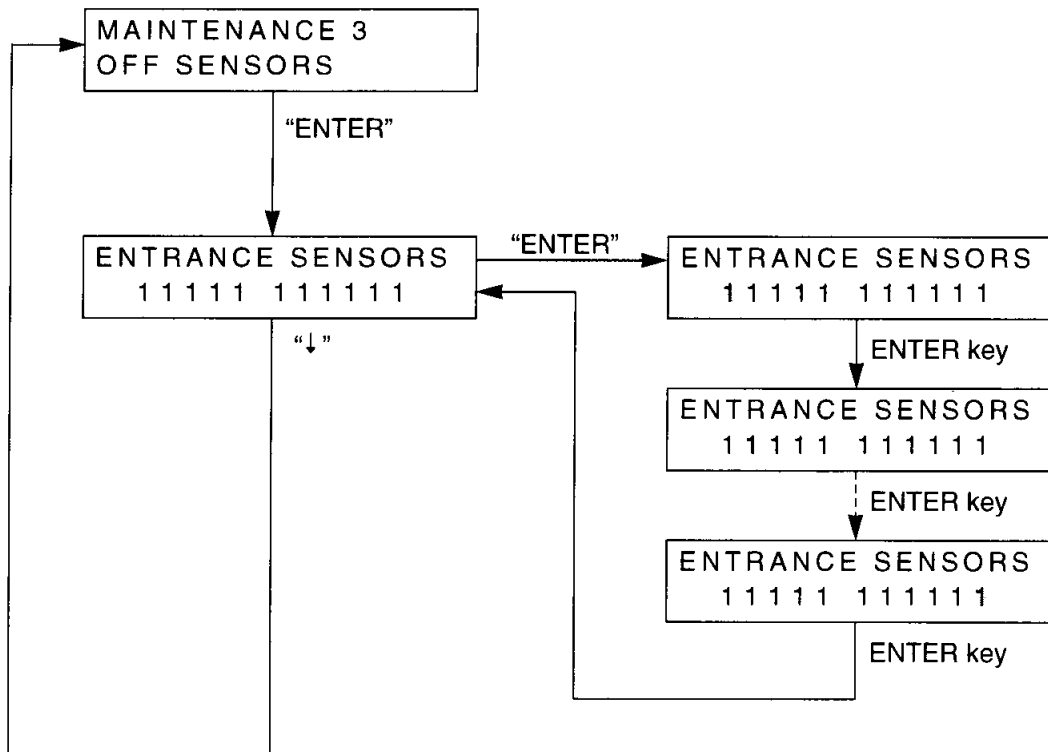 MAINTENANCE 3
OFF SENSORS
“ENTER”
ENTRANCE SENSORS
11111 111111
“ENTER”
ENTRANCE SENSORS
11111 111111
“↓”
ENTER key
ENTRANCE SENSORS
11111 111111
ENTER key
ENTRANCE SENSORS
11111 111111
ENTER key